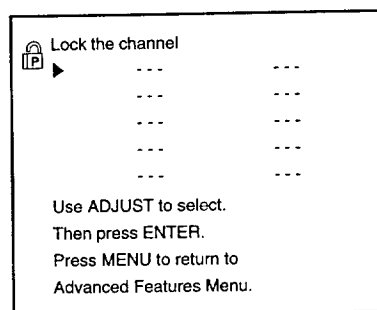 Lock the channel
P
▶ - - - - - -
- - - - - -
- - - - - -
- - - - - -
- - - - - -
Use ADJUST to select.
Then press ENTER.
Press MENU to return to
Advanced Features Menu.